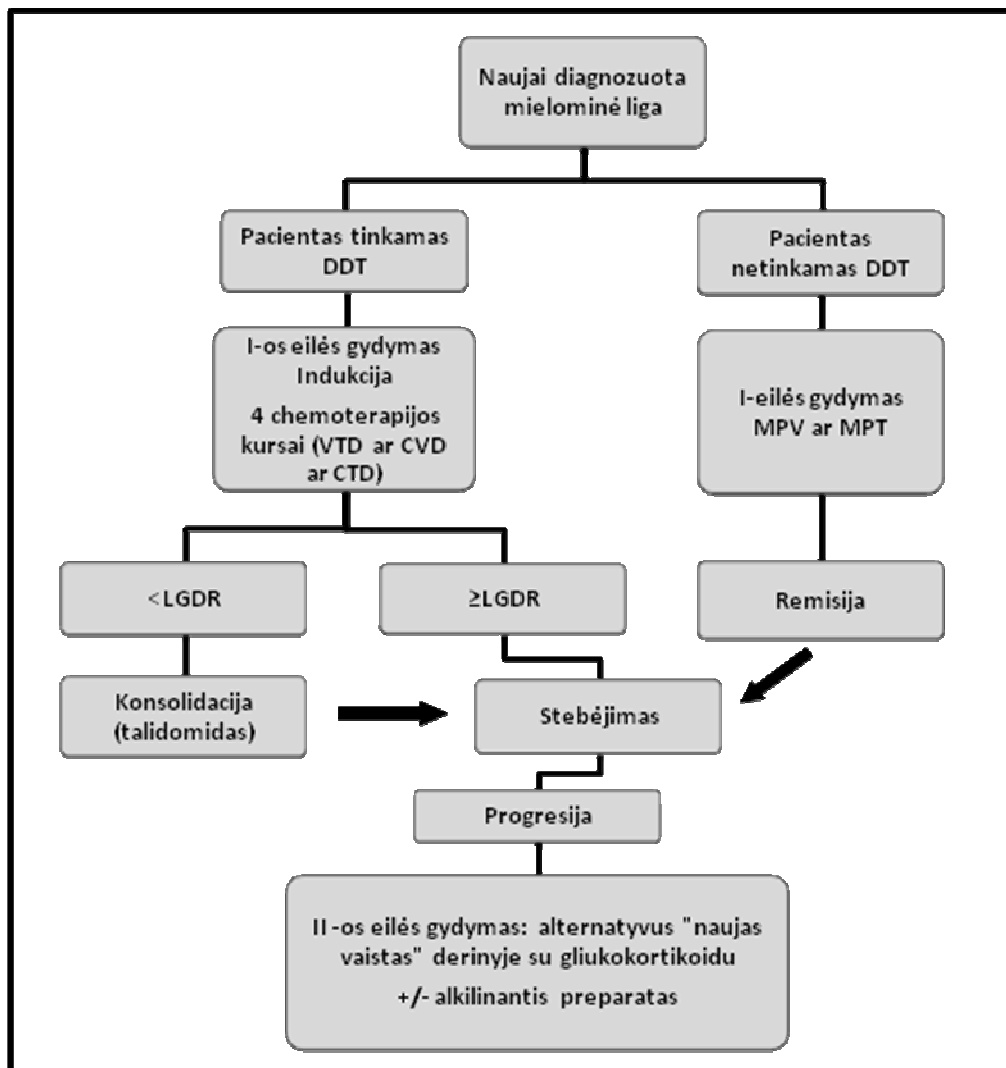 Naujai diagnozuota
mielominė liga
Pacientas tinkamas
DDT
Pacientas
netinkamas DDT
I-os eilės gydymas
Indukcija
4 chemoterapijos
kursai (VTD ar CVD
ar CTD)
I-eilės gydymas
MPV ar MPT
<LGDR
≥LGDR
Remisija
Konsolidacija
(talidomidas)
Stebėjimas
Progresija
II-os eilės gydymas: alternatyvus "naujas
vaistas" derinyje su gliukokortikoidu
+/- alkilinantis preparatas